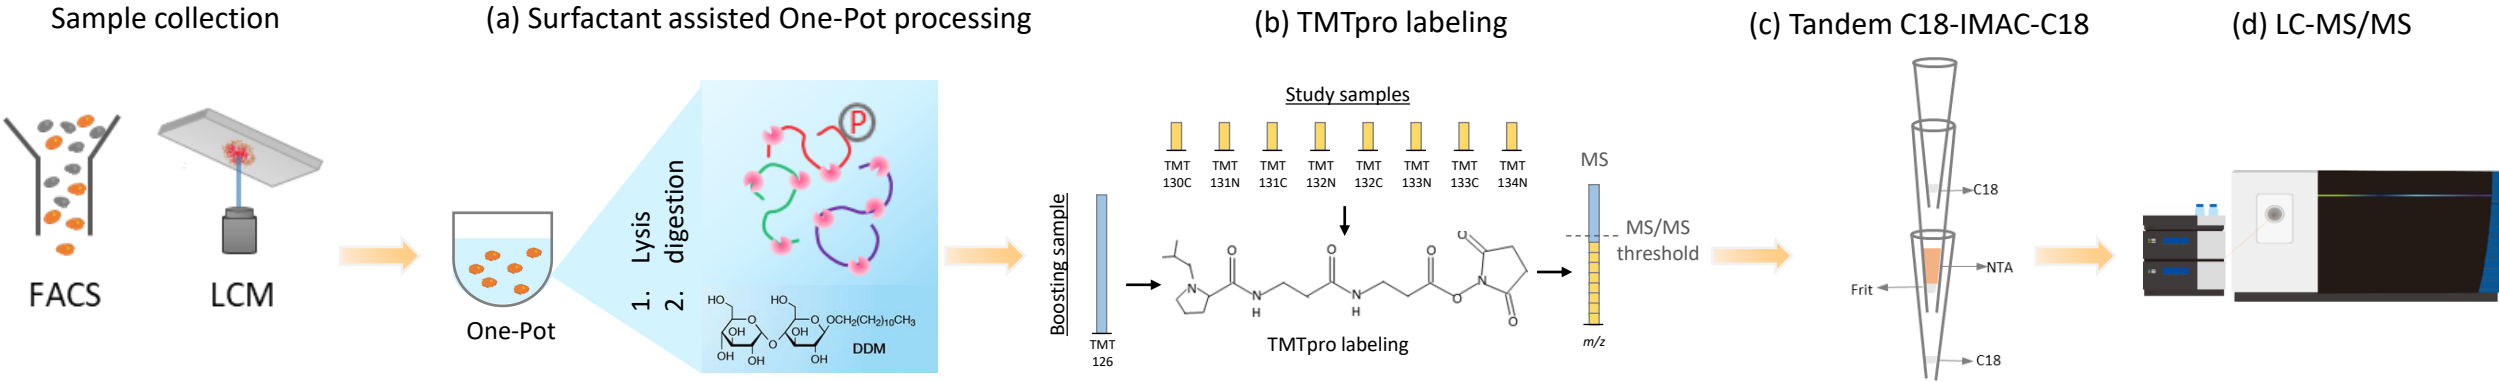 Sample collection
(a) Surfactant assisted One-Pot processing
(b) TMTpro labeling
(c) Tandem C18-IMAC-C18
(d) LC-MS/MS
FACS
LCM
One-Pot
1. Lysis
2. digestion
P
HO
HO
O
O
OCH2(CH2)10CH3
OH
OH
O
OH
OH
OH
OH
DDM
Boosting sample
TMT
126
Study samples
TMT
130C
TMT
131N
TMT
131C
TMT
132N
TMT
132C
TMT
133N
TMT
133C
TMT
134N
N
O
N
H
O
N
H
O
O
N
O
O
TMTpro labeling
MS
MS/MS
threshold
m/z
C18
NTA
Frit
C18